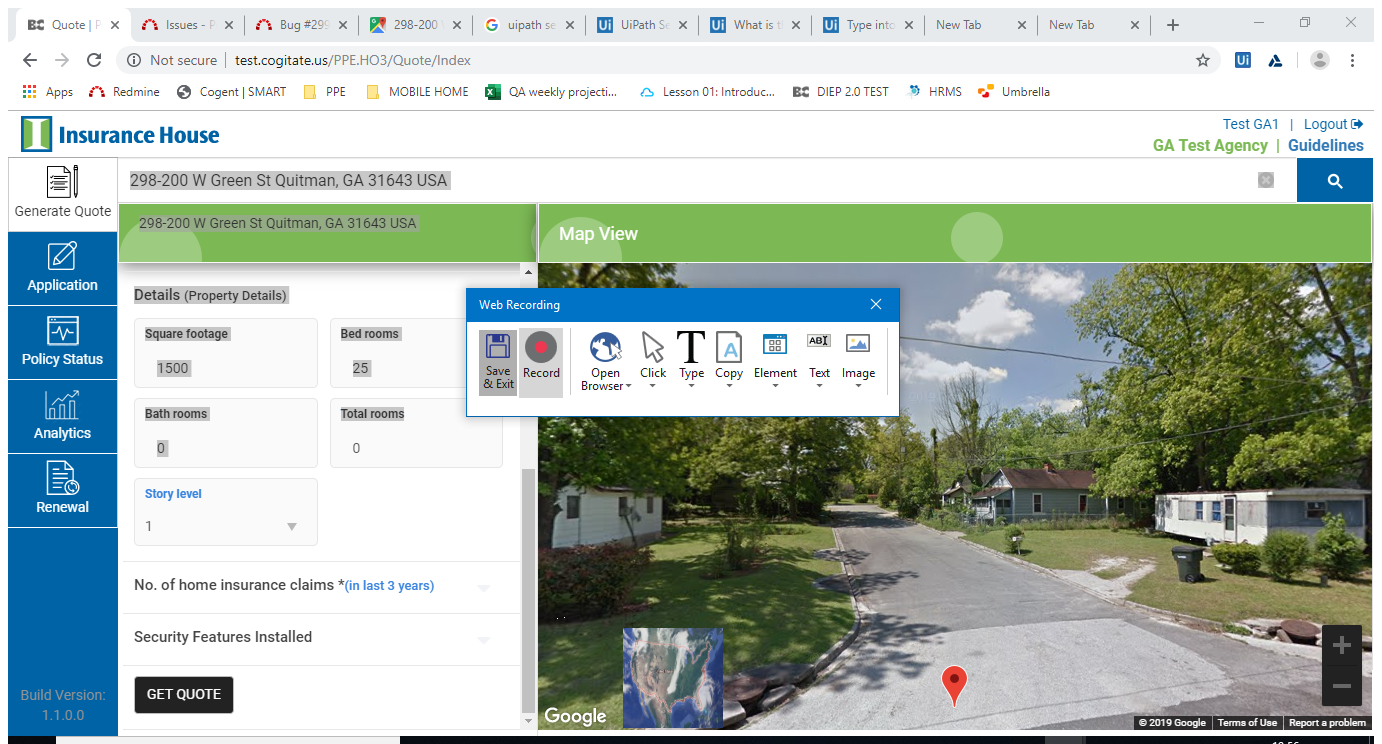 BC Quote | P
Issues - P
Bug #299
298-200 W
uipath se
Ui UiPath Se
Ui What is t
Ui Type into
New Tab
New Tab
Not secure | test.cogitate.us/PPE.HO3/Quote/Index
Ui
Apps
Redmine
Cogent | SMART
PPE
MOBILE HOME
QA weekly projecti...
Lesson 01: Introduc...
BC DIEP 2.0 TEST
HRMS
Umbrella
Insurance House
Test GA1 | Logout
GA Test Agency | Guidelines
Generate Quote
298-200 W Green St Quitman, GA 31643 USA
298-200 W Green St Quitman, GA 31643 USA
Map View
Application
Policy Status
Analytics
Renewal
Build Version:
1.1.0.0
Details (Property Details)
Square footage
1500
Bed rooms
25
Bath rooms
0
Total rooms
0
Story level
1
No. of home insurance claims *(in last 3 years)
Security Features Installed
GET QUOTE
Web Recording
Save
& Exit
Record
Open
Browser
Click
T
Type
A
Copy
Element
AB
Text
Image
Google
© 2019 Google
Terms of Use
Report a problem